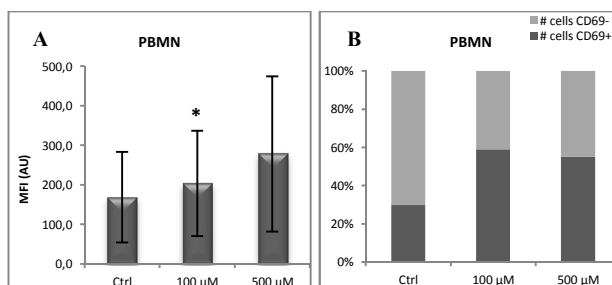 A
PBMN
MFI (AU)
500,0
400,0
300,0
200,0
100,0
0,0
*
Ctrl
100 µM
500 µM
B
PBMN
# cells CD69-
# cells CD69+
100%
80%
60%
40%
20%
0%
Ctrl
100 µM
500 µM